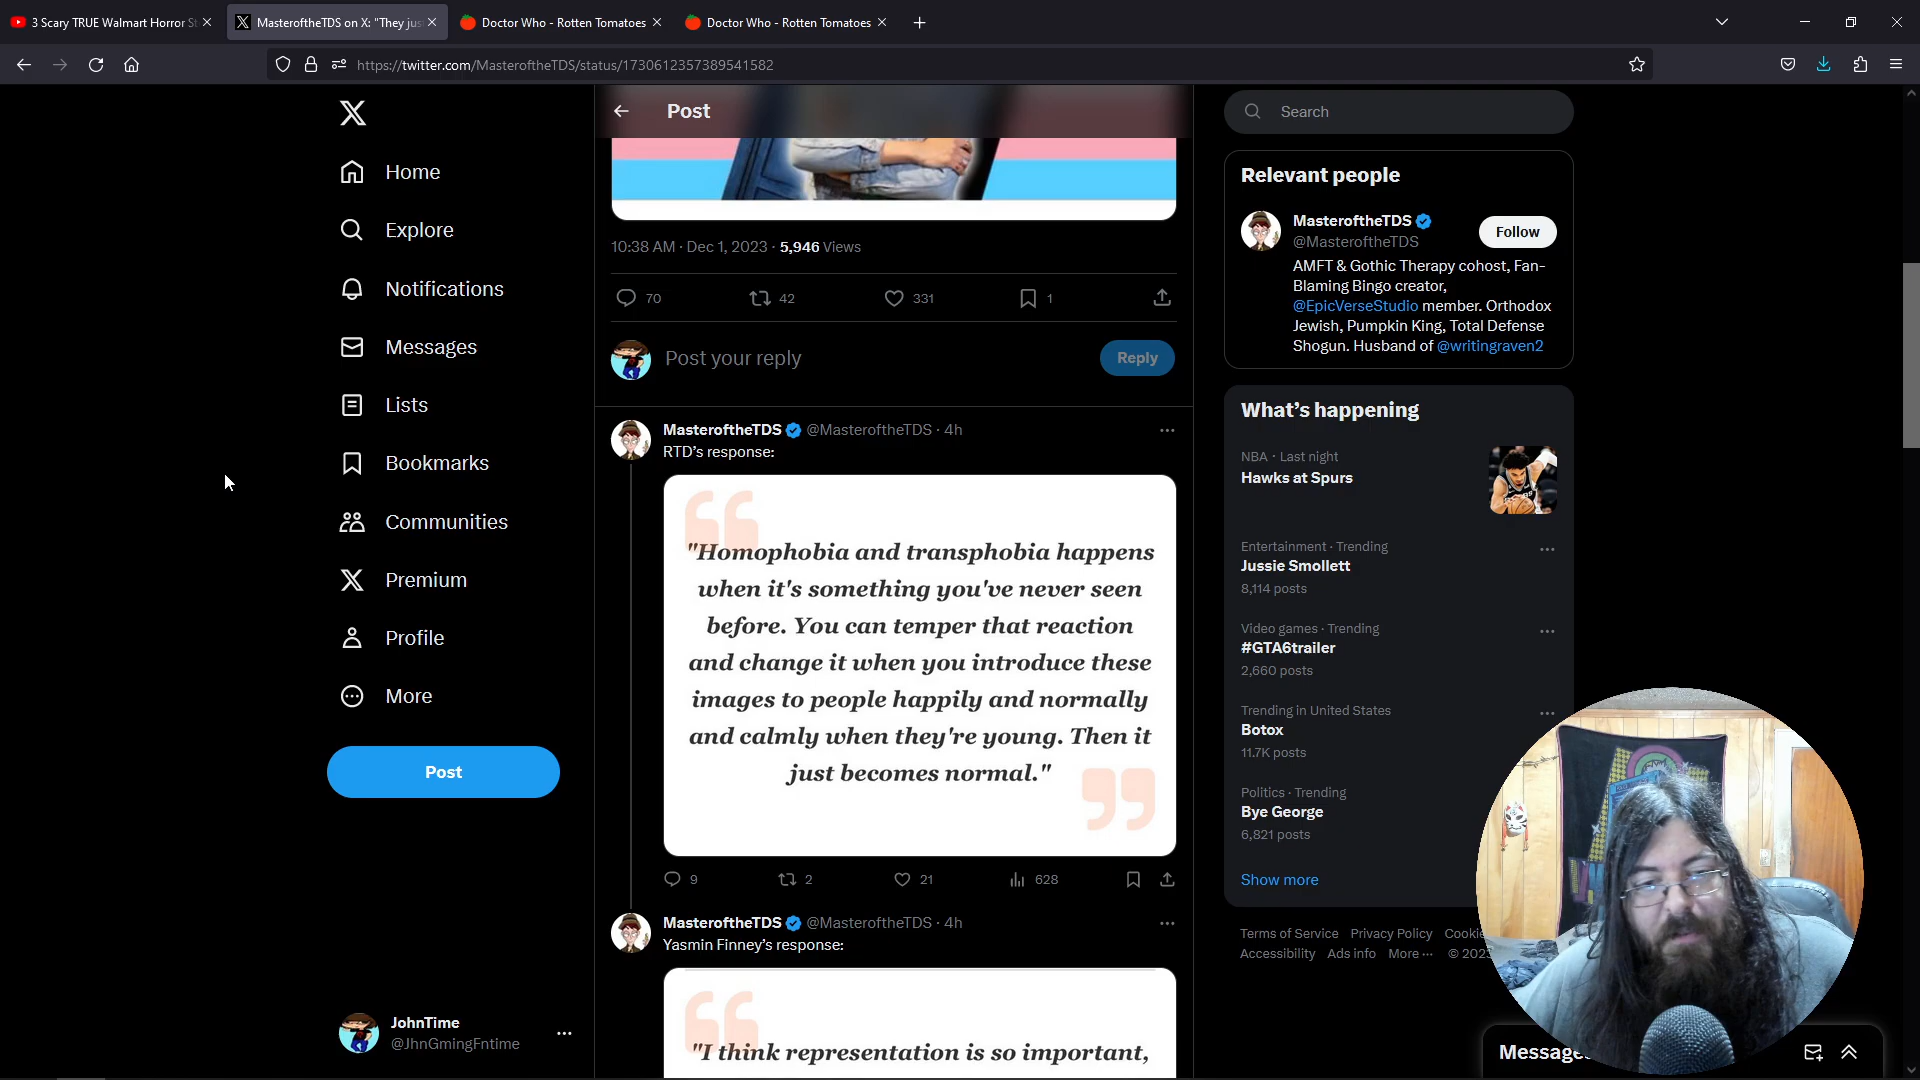 3 Scary TRUE Walmart Horror St
MasteroftheTDS on X: "They jus
Doctor Who - Rotten Tomatoes
Doctor Who - Rotten Tomatoes
https://twitter.com/MasteroftheTDS/status/1730612357389541582
Home
Explore
Notifications
Messages
Lists
Bookmarks
Communities
Premium
Profile
More
Post
JohnTime
@JhnGmingFntime
Post
10:38 AM · Dec 1, 2023 · 5,946 Views
70
42
331
1
Post your reply
Reply
MasteroftheTDS @MasteroftheTDS · 4h
RTD's response:
"Homophobia and transphobia happens
when it's something you've never seen
before. You can temper that reaction
and change it when you introduce these
images to people happily and normally
and calmly when they're young. Then it
just becomes normal."
9
2
21
628
MasteroftheTDS @MasteroftheTDS · 4h
Yasmin Finney's response:
"I think representation is so important,
Search
Relevant people
MasteroftheTDS
@MasteroftheTDS
Follow
AMFT & Gothic Therapy cohost, Fan-
Blaming Bingo creator,
@EpicVerseStudio member. Orthodox
Jewish, Pumpkin King, Total Defense
Shogun. Husband of @writingraven2
What's happening
NBA · Last night
Hawks at Spurs
Entertainment · Trending
Jussie Smollett
8,114 posts
Video games · Trending
#GTA6trailer
2,660 posts
Trending in United States
Botox
11.7K posts
Politics · Trending
Bye George
6,821 posts
Show more
Terms of Service Privacy Policy Cookie
Accessibility Ads info More ··· © 2023
Messages